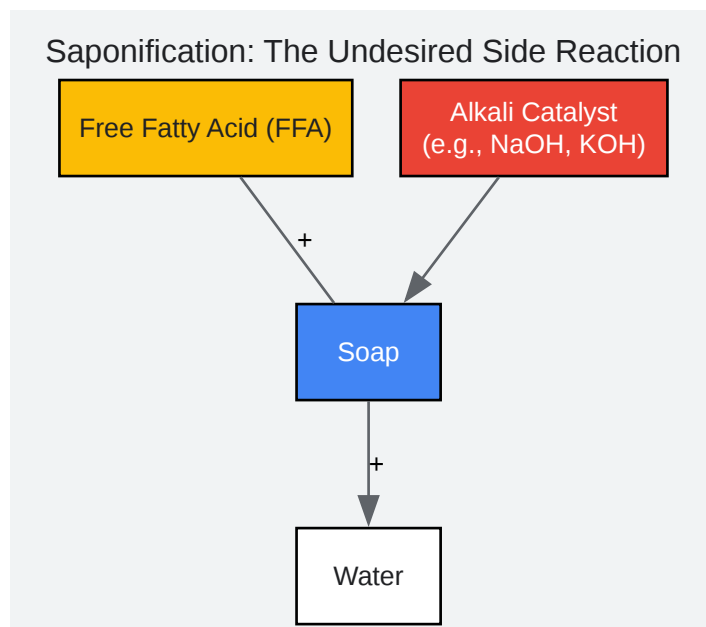 Saponification: The Undesired Side Reaction
Free Fatty Acid (FFA)
Alkali Catalyst
(e.g., NaOH, KOH)
+
Soap
+
Water